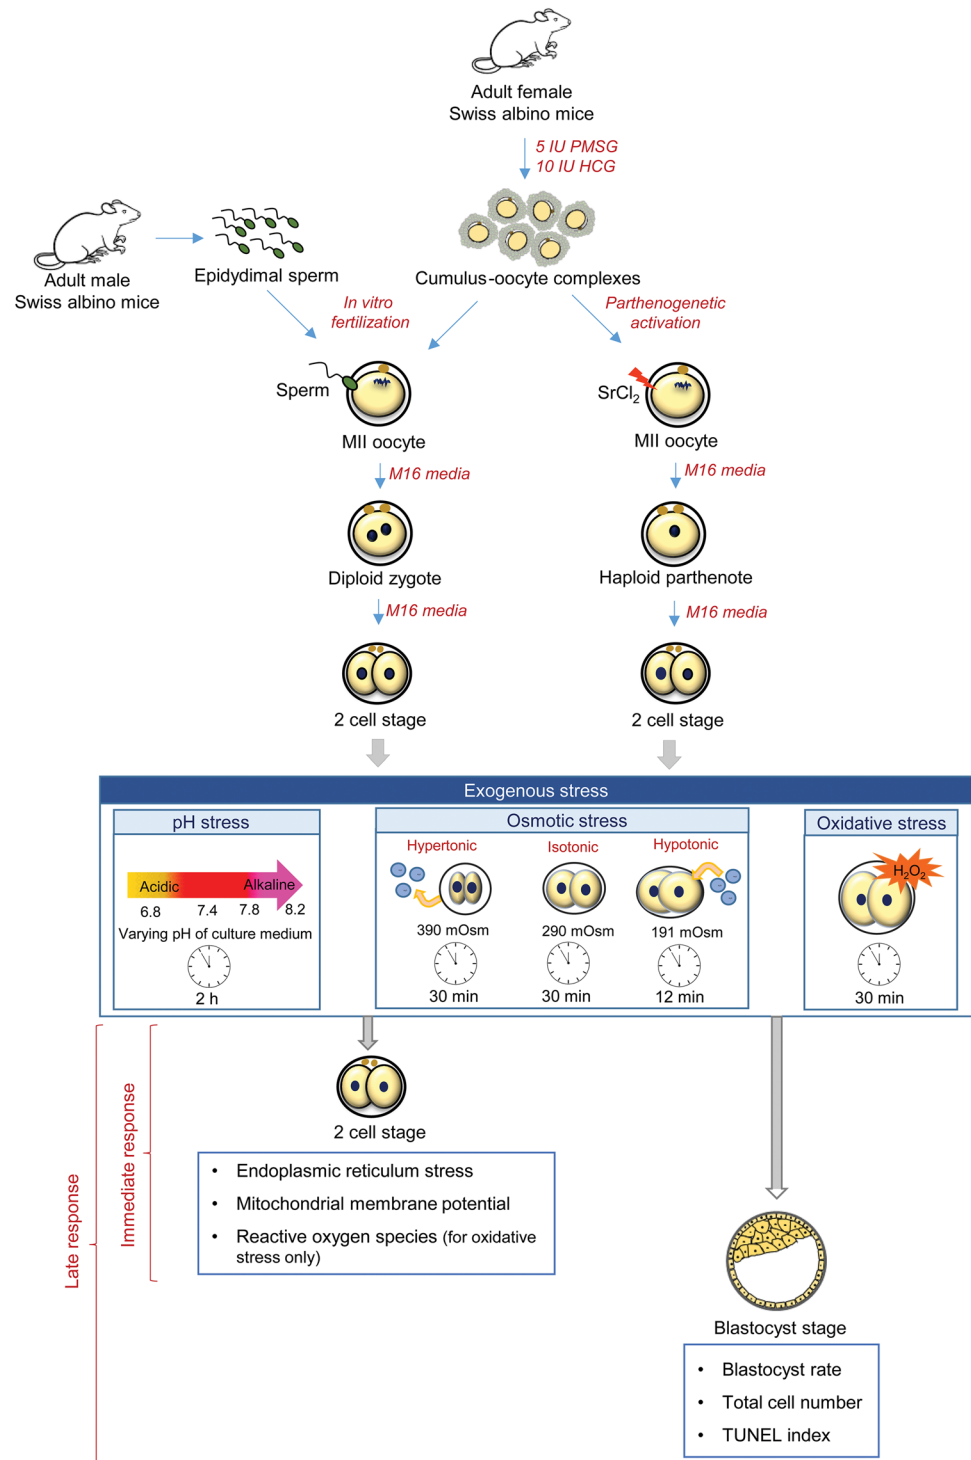 Adult female
Swiss albino mice
5 IU PMSG
10 IU HCG
Adult male
Swiss albino mice
Epidydimal sperm
Cumulus-oocyte complexes
In vitro
fertilization
Parthenogenetic
activation
Sperm
SrCl₂
MII oocyte
MII oocyte
M16 media
M16 media
Diploid zygote
Haploid parthenote
M16 media
M16 media
2 cell stage
2 cell stage
Exogenous stress
pH stress
Acidic
Alkaline
6.8 7.4 7.8 8.2
Varying pH of culture medium
2 h
Osmotic stress
Hypertonic Isotonic Hypotonic
390 mOsm 290 mOsm 191 mOsm
30 min 30 min 12 min
Oxidative stress
H₂O₂
30 min
Late response
Immediate response
2 cell stage
• Endoplasmic reticulum stress
• Mitochondrial membrane potential
• Reactive oxygen species (for oxidative
stress only)
Blastocyst stage
• Blastocyst rate
• Total cell number
• TUNEL index